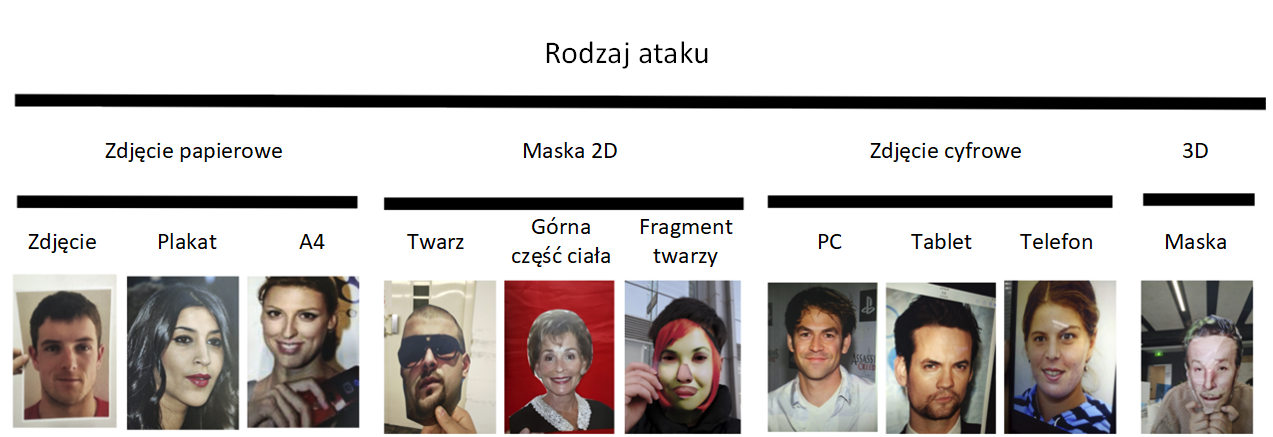 Rodzaj ataku
Zdjęcie papierowe
Maska 2D
Zdjęcie cyfrowe
3D
Zdjęcie
Plakat
A4
Twarz
Górna
część ciała
Fragment
twarzy
PC
Tablet
Telefon
Maska